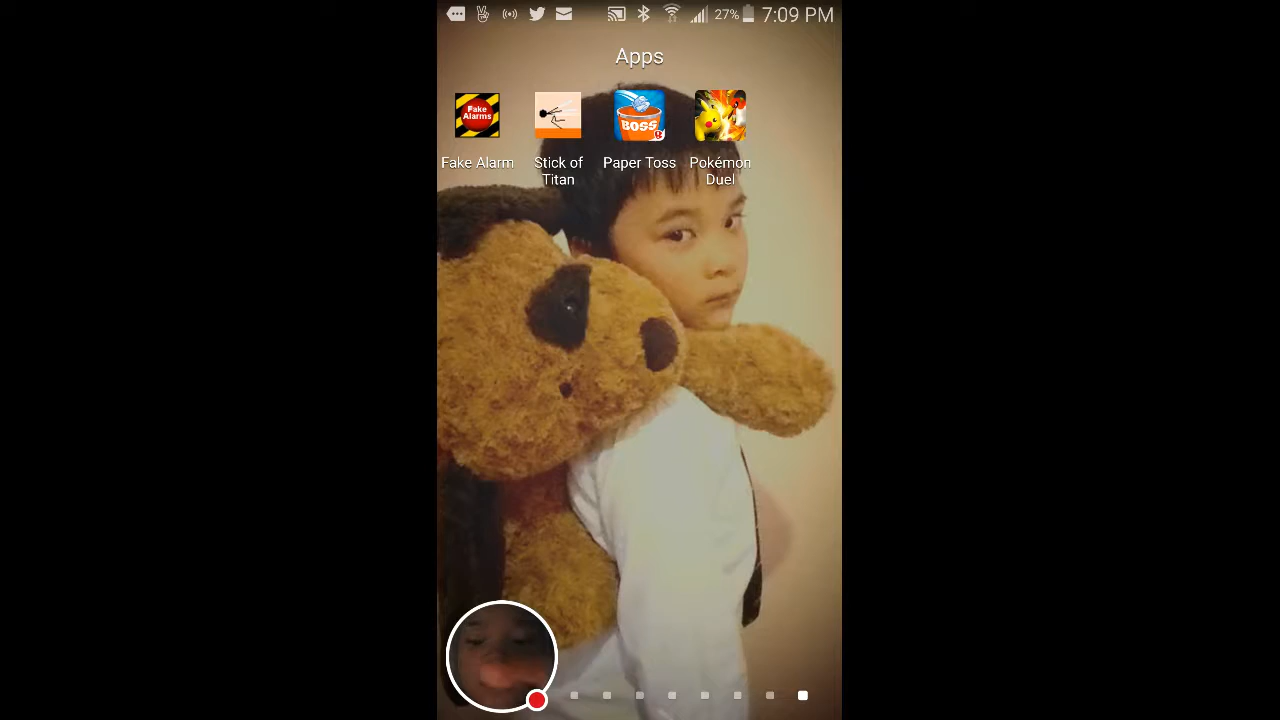 27% 7:09 PM
Apps
Fake
Alarms
BOSS
Fake Alarm
Stick of
Titan
Paper Toss
Pokémon
Duel